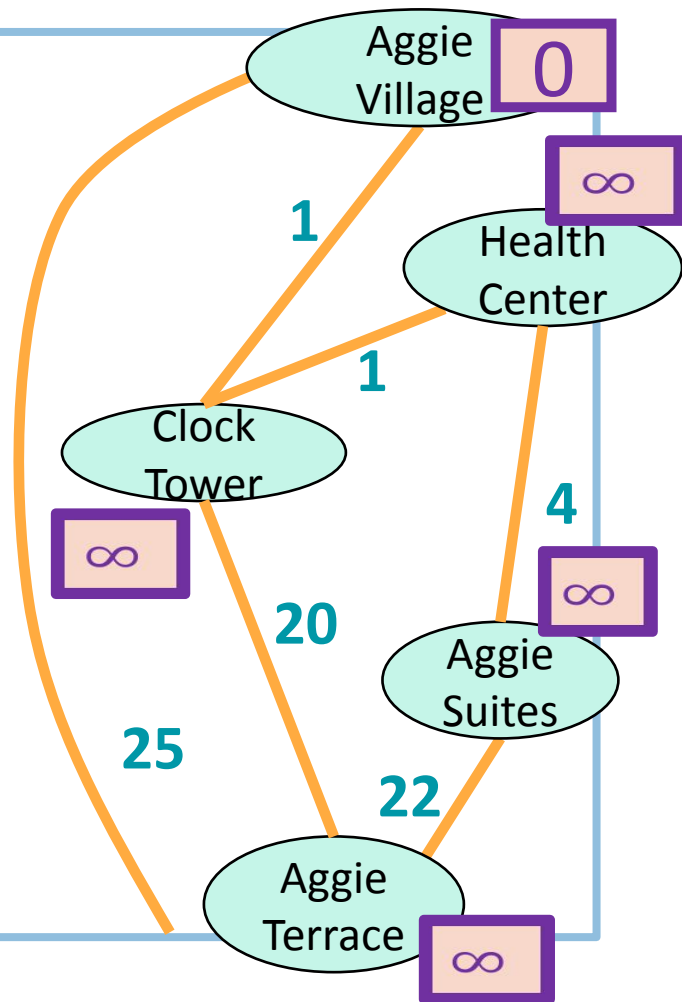 Aggie
Village
0
∞
1
Health
Center
1
Clock
Tower
4
∞
∞
20
Aggie
Suites
25
22
Aggie
Terrace
∞